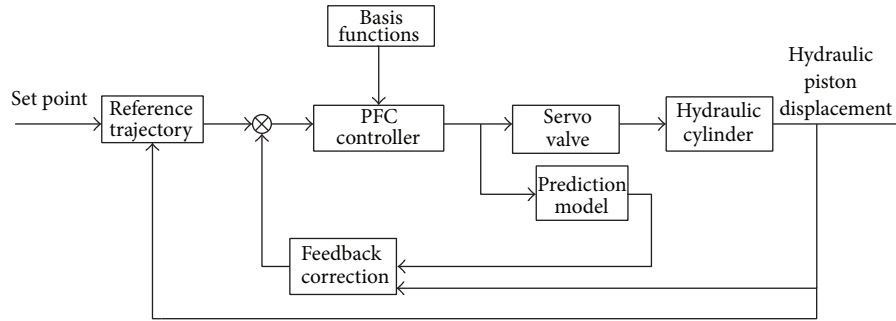 Basis
functions
Hydraulic
piston
displacement
Set point
Reference
trajectory
PFC
controller
Servo
valve
Hydraulic
cylinder
Prediction
model
Feedback
correction